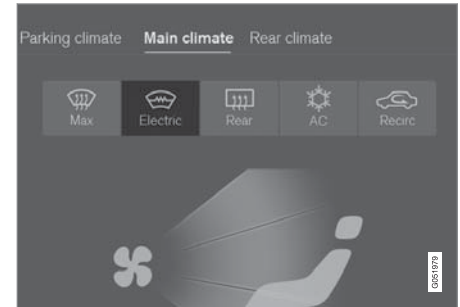 Parking climate Main climate Rear climate
Max Electric Rear AC Recirc
G051979